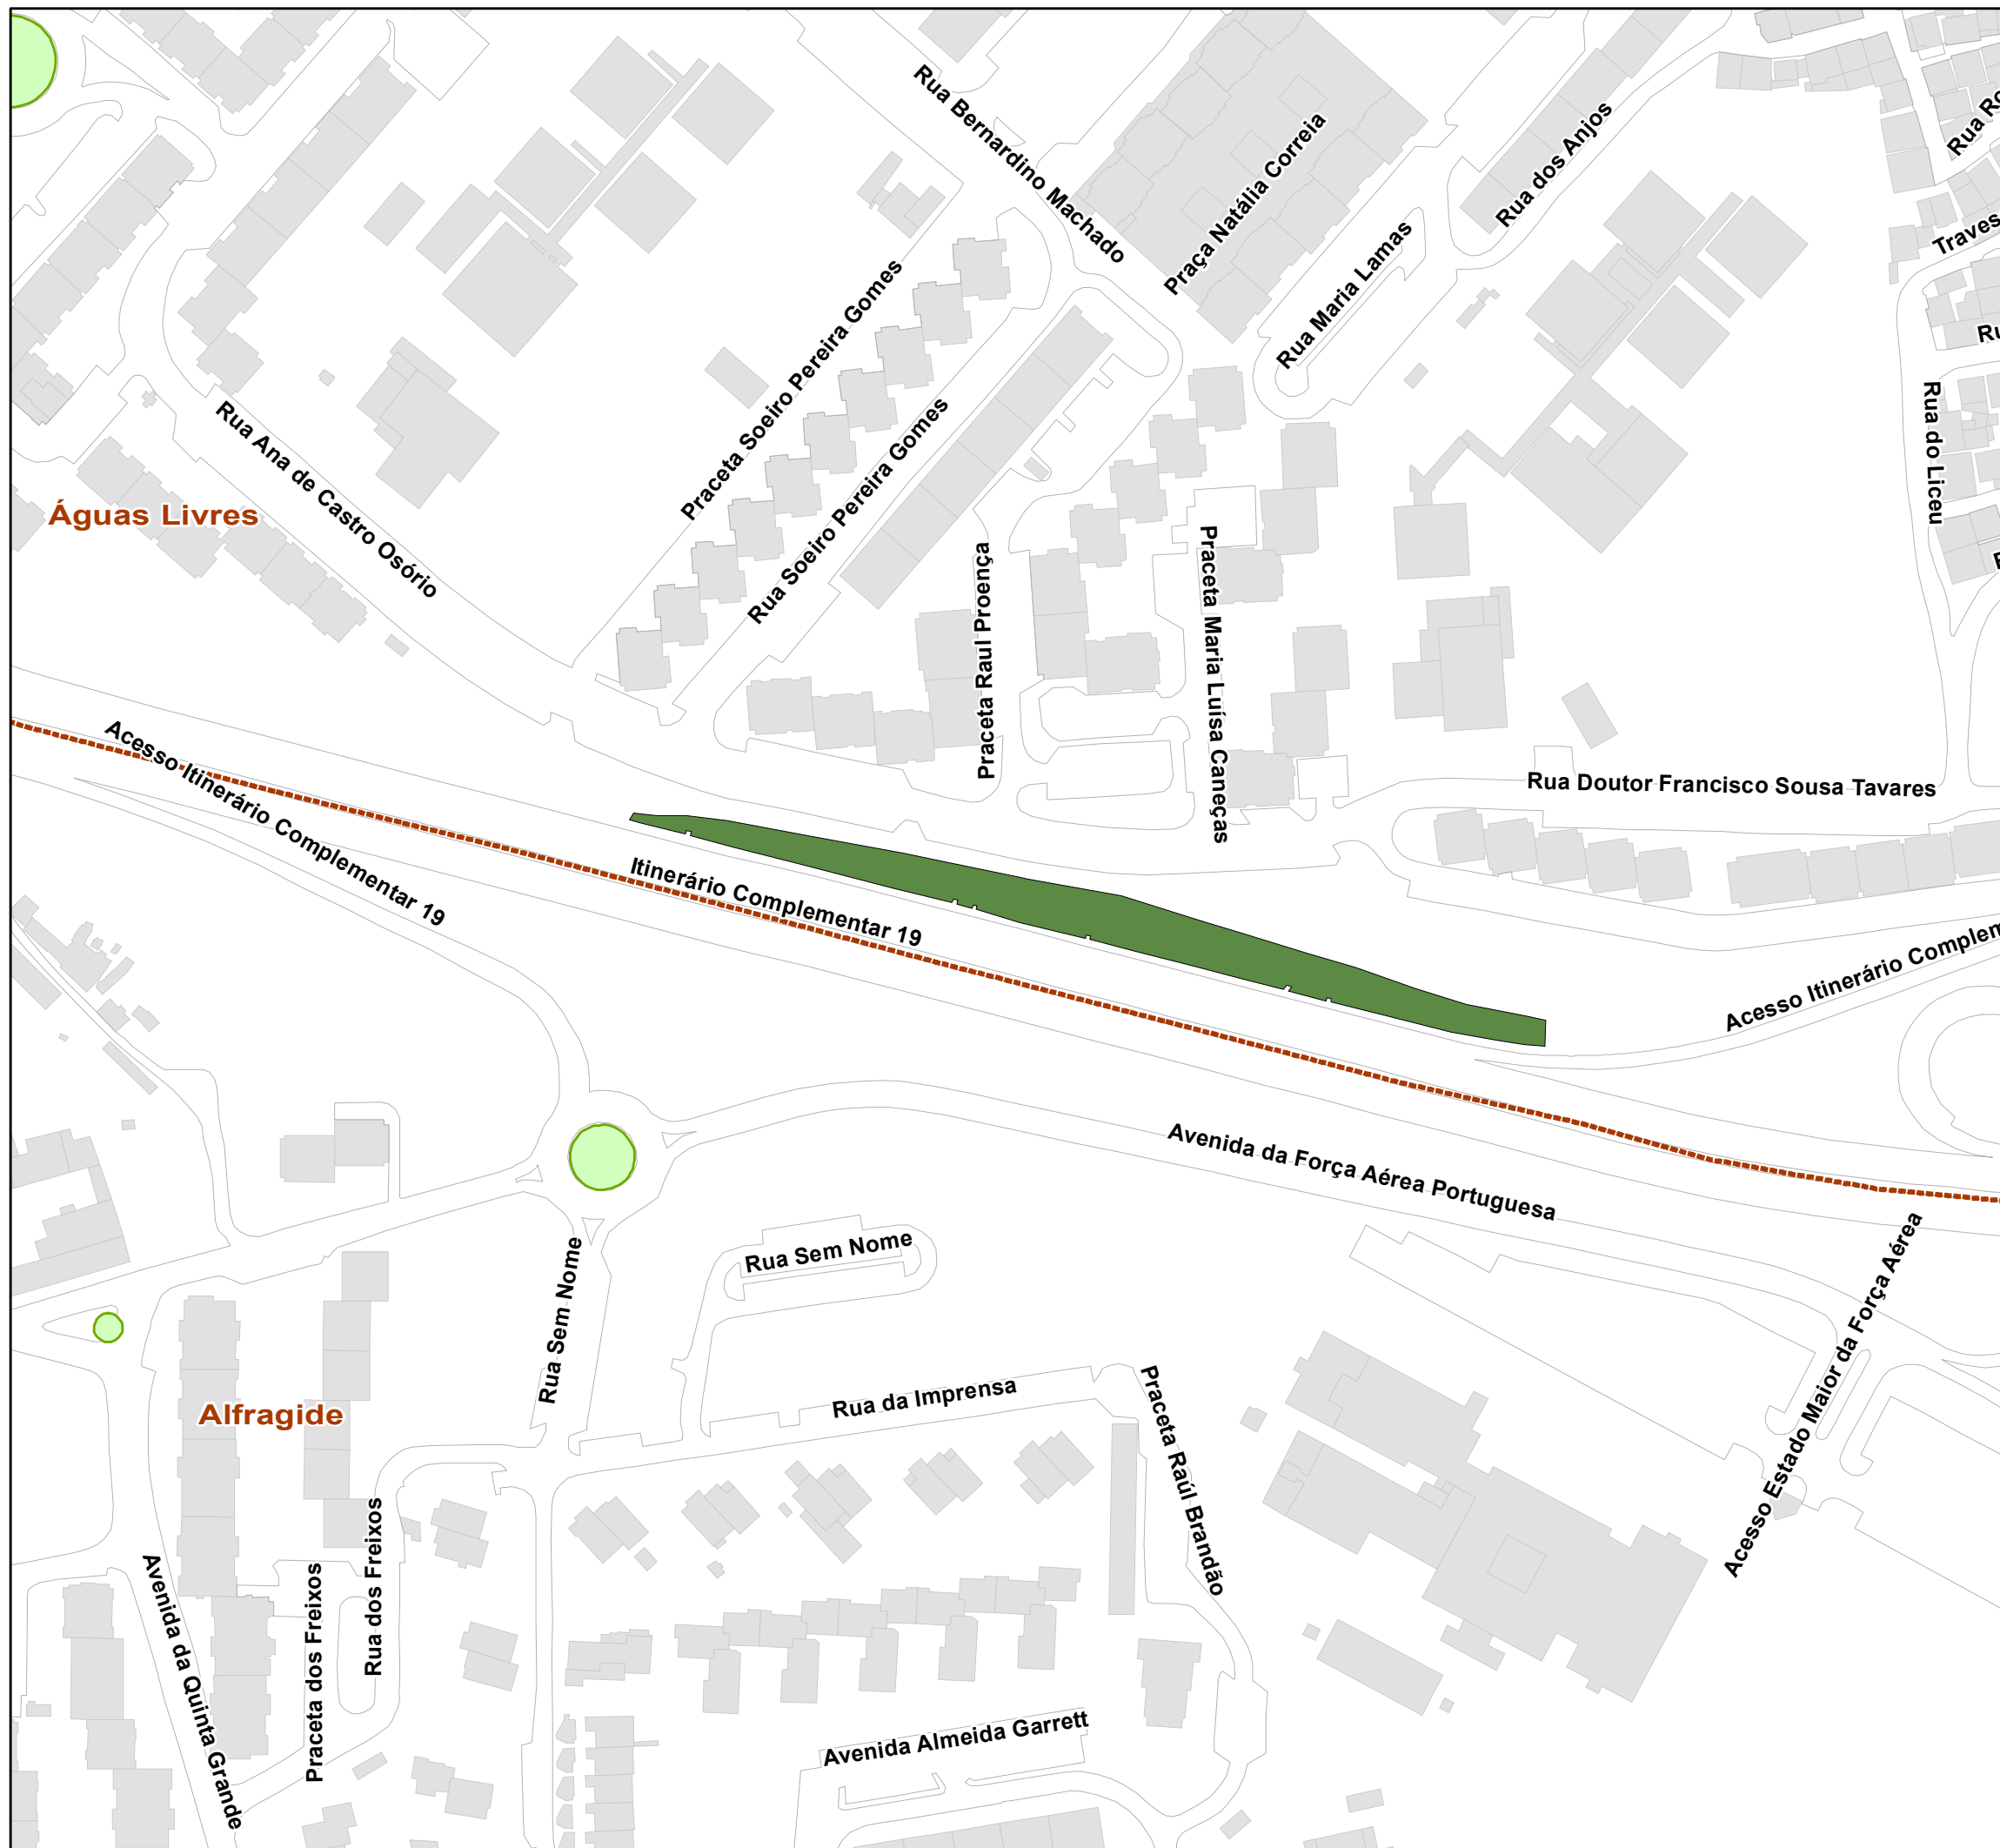 Rua Bernardino Machado
Praça Natália Correia
Rua dos Anjos
Rua Maria Lamas
Praceta Soeiro Pereira Gomes
Rua Soeiro Pereira Gomes
Rua Ana de Castro Osório
Águas Livres
Praceta Raul Proença
Praceta Maria Luísa Caneças
Rua do Liceu
Rua Doutor Francisco Sousa Tavares
Acesso Itinerário Complementar 19
Itinerário Complementar 19
Acesso Itinerário Complem
Avenida da Força Aérea Portuguesa
Rua Sem Nome
Rua Sem Nome
Acesso Estado Maior da Força Aérea
Rua da Imprensa
Praceta Raúl Brandão
Alfragide
Rua dos Freixos
Praceta dos Freixos
Avenida da Quinta Grande
Avenida Almeida Garrett